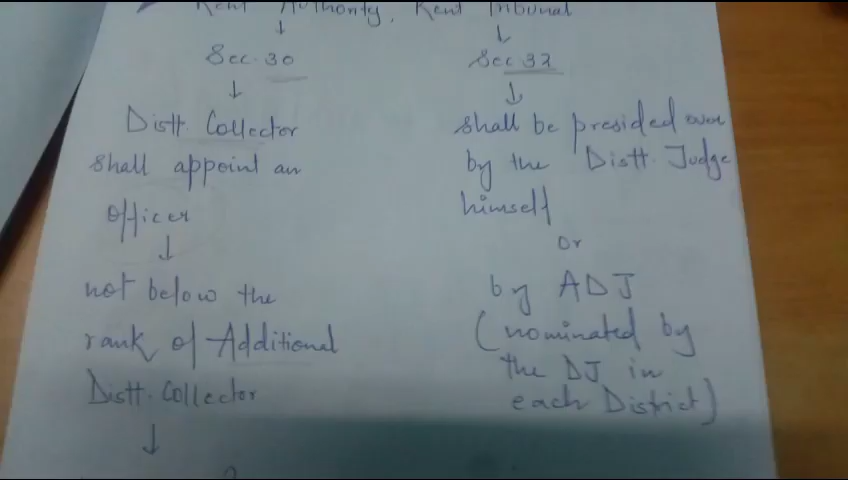 Rent Authority, Rent Tribunal
↓
Sec. 30
↓
Distt. Collector
shall appoint an
officer
↓
not below the
rank of Additional
Distt. Collector
↓
↓
Sec 32
↓
shall be presided over
by the Distt. Judge
himself
or
by ADJ
(nominated by
the DJ in
each District)